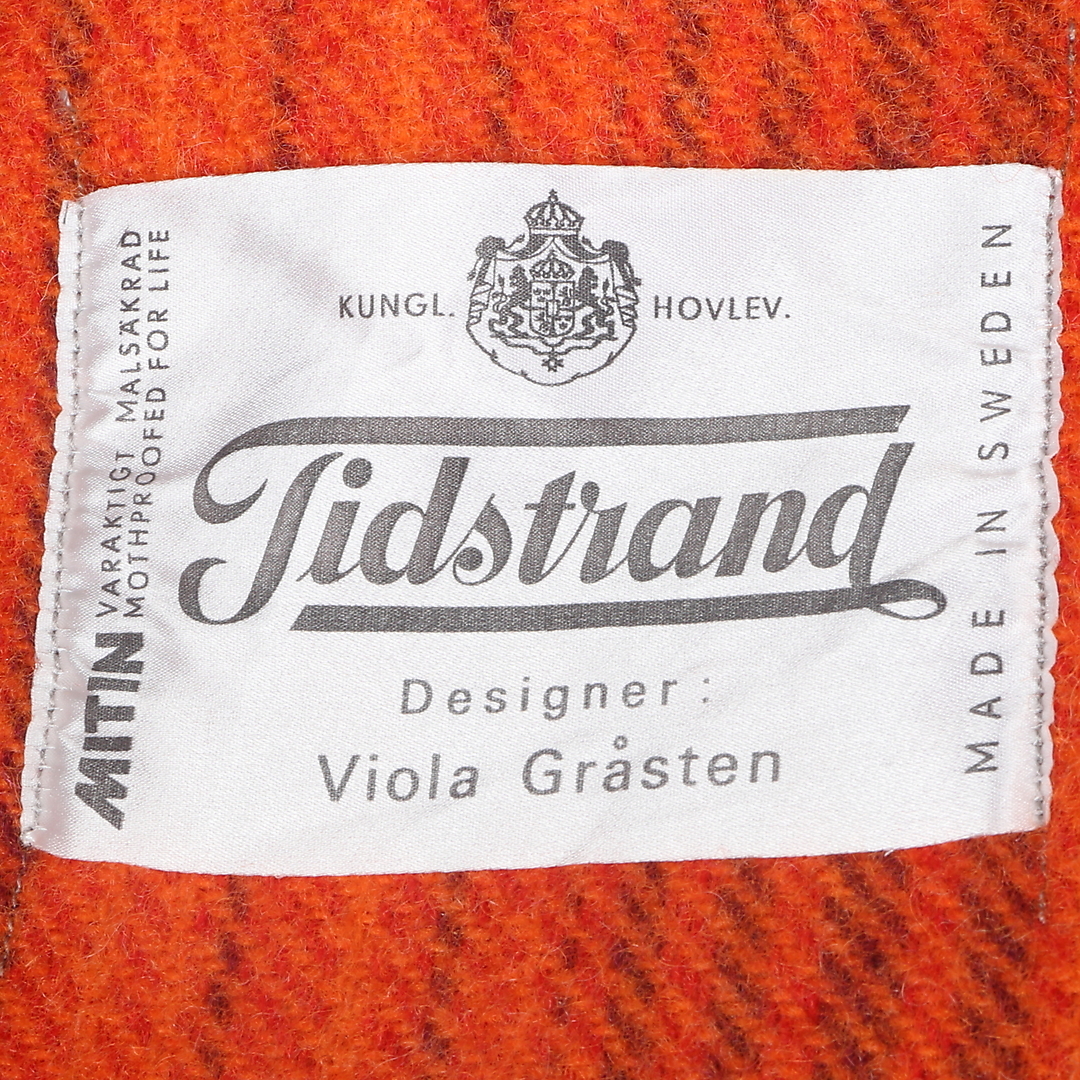 KUNGL. HOVLEV.
Tidstrand
Designer:
Viola Gråsten
MITIN VARAKTIGT MALSÄKRAD
MOTHPROOFED FOR LIFE
MADE IN SWEDEN